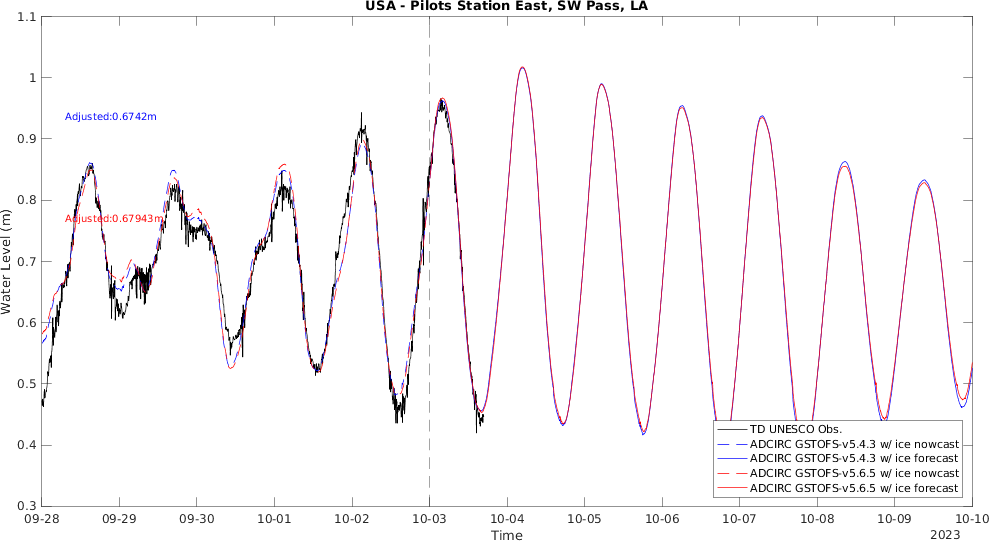 USA - Pilots Station East, SW Pass, LA
1.1
1
0.9
0.8
0.7
0.6
0.5
0.4
0.3
Water Level (m)
Adjusted:0.6742m
Adjusted:0.67943m
TD UNESCO Obs.
ADCIRC GSTOFS-v5.4.3 w/ ice nowcast
ADCIRC GSTOFS-v5.4.3 w/ ice forecast
ADCIRC GSTOFS-v5.6.5 w/ ice nowcast
ADCIRC GSTOFS-v5.6.5 w/ ice forecast
09-28 09-29 09-30 10-01 10-02 10-03 10-04 10-05 10-06 10-07 10-08 10-09 10-10
Time
2023